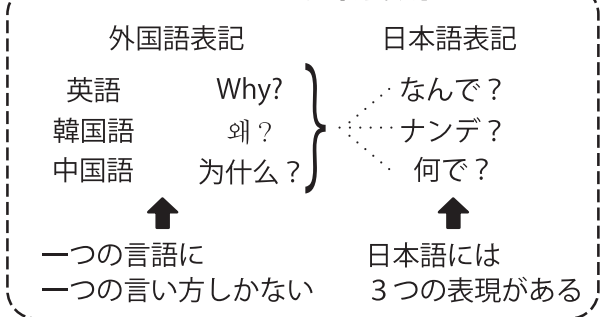 外国語表記 日本語表記
英語 Why? なんで？
韓国語 왜？ ナンデ？
中国語 为什么？ 何で？
一つの言語に 日本語には
一つの言い方しかない ３つの表現がある